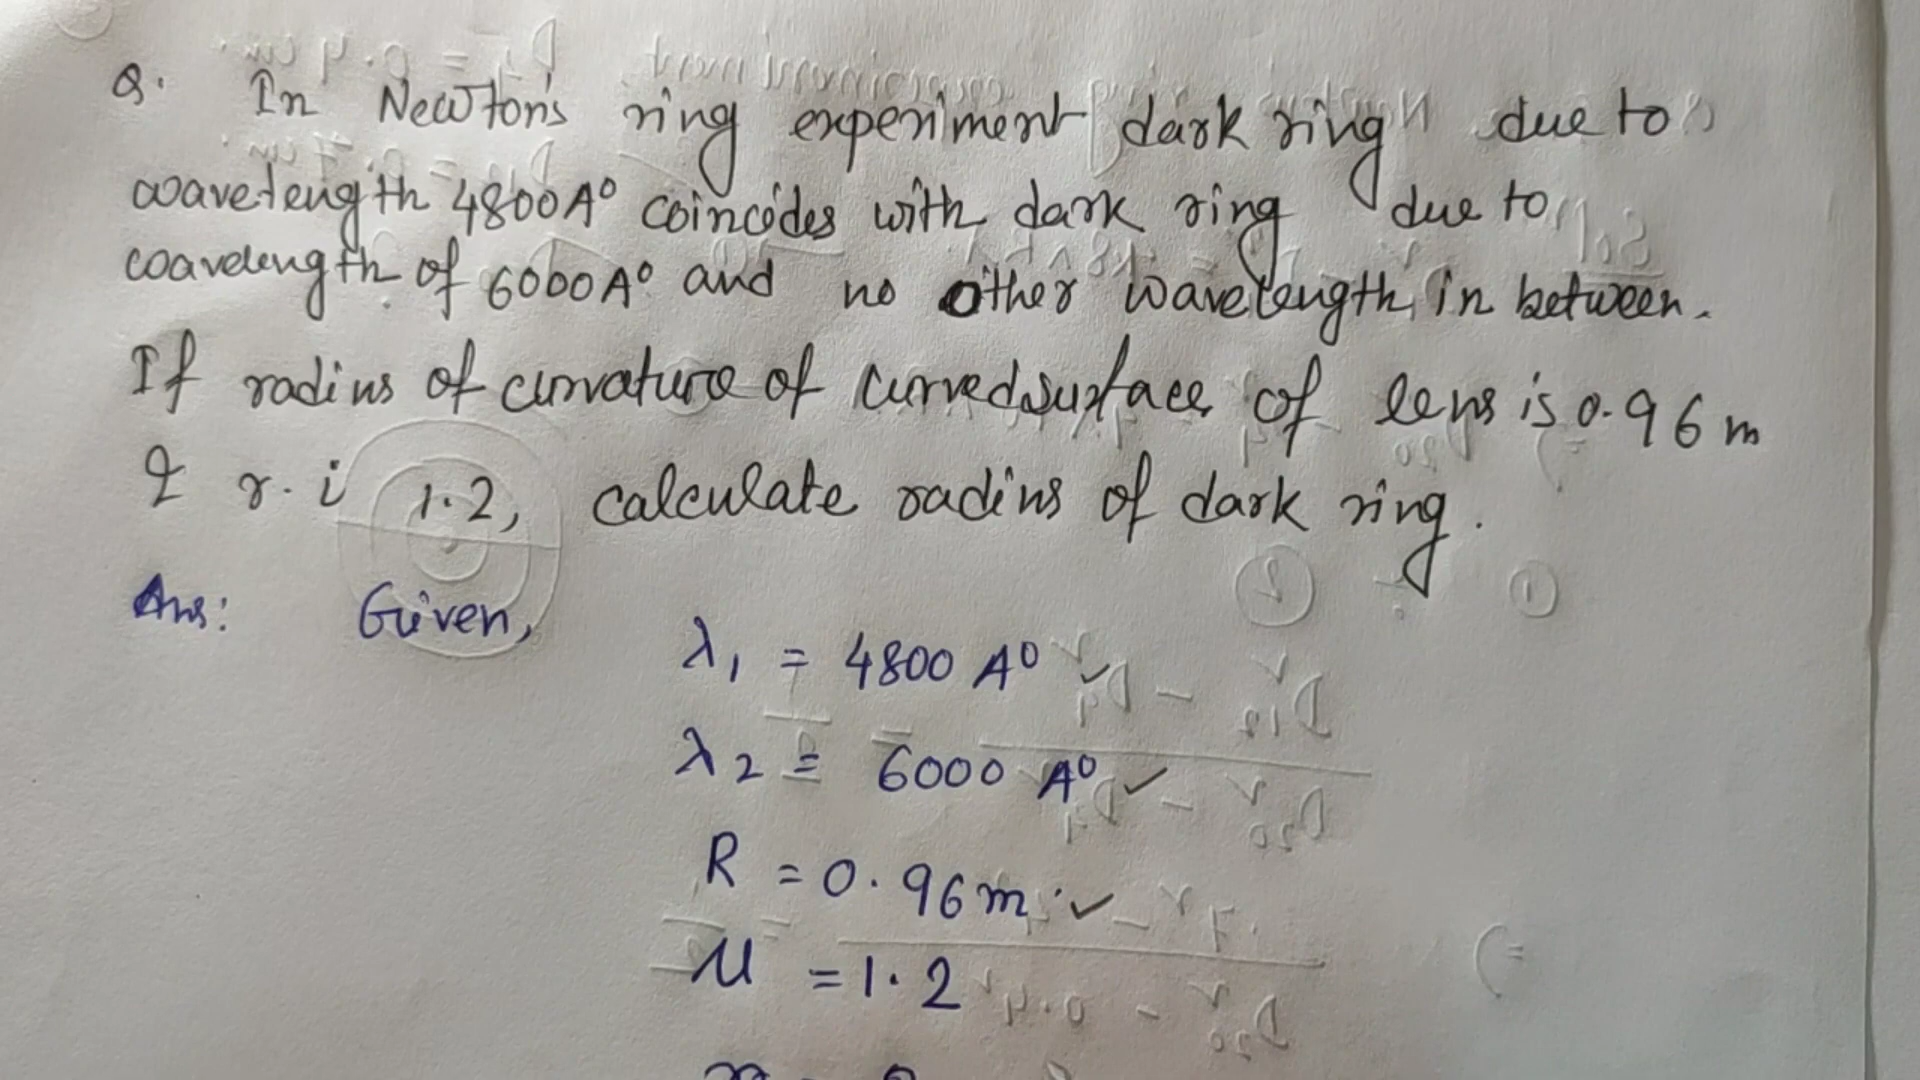 Q. In Newton's ring experiment dark ring due to
wavelength 4800A° coincides with dark ring due to
wavelength of 6000A° and no other wavelength in between.
If radius of curvature of curved surface of lens is 0.96 m
& r.i 1.2, calculate radius of dark ring.
Ans: Given,
λ₁ = 4800 A° ✓
λ₂ = 6000 A° ✓
R = 0.96m. ✓
μ = 1.2